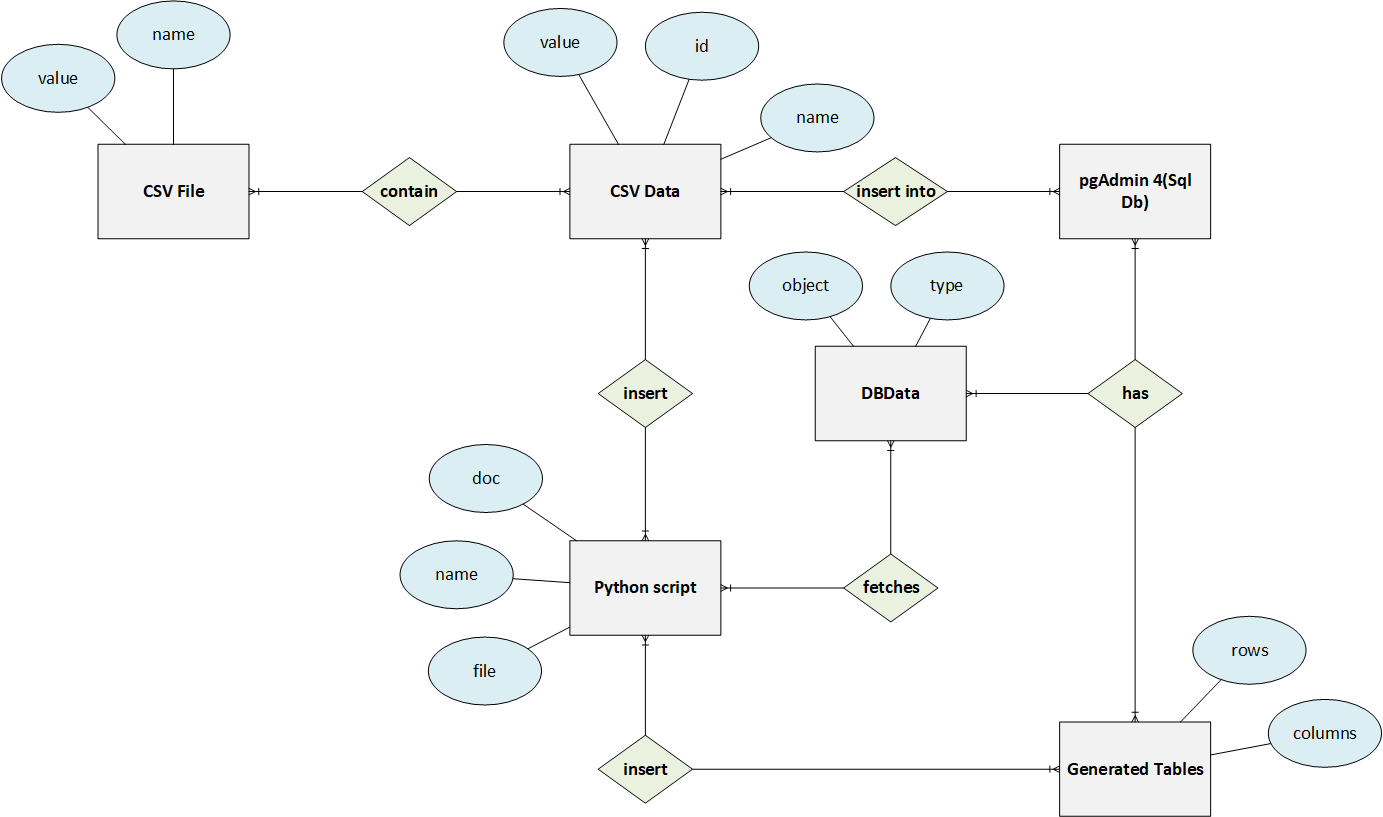 name
value
value
id
name
CSV File
contain
CSV Data
insert into
pgAdmin 4(Sql
Db)
object
type
insert
DBData
has
doc
name
Python script
fetches
file
rows
columns
insert
Generated Tables